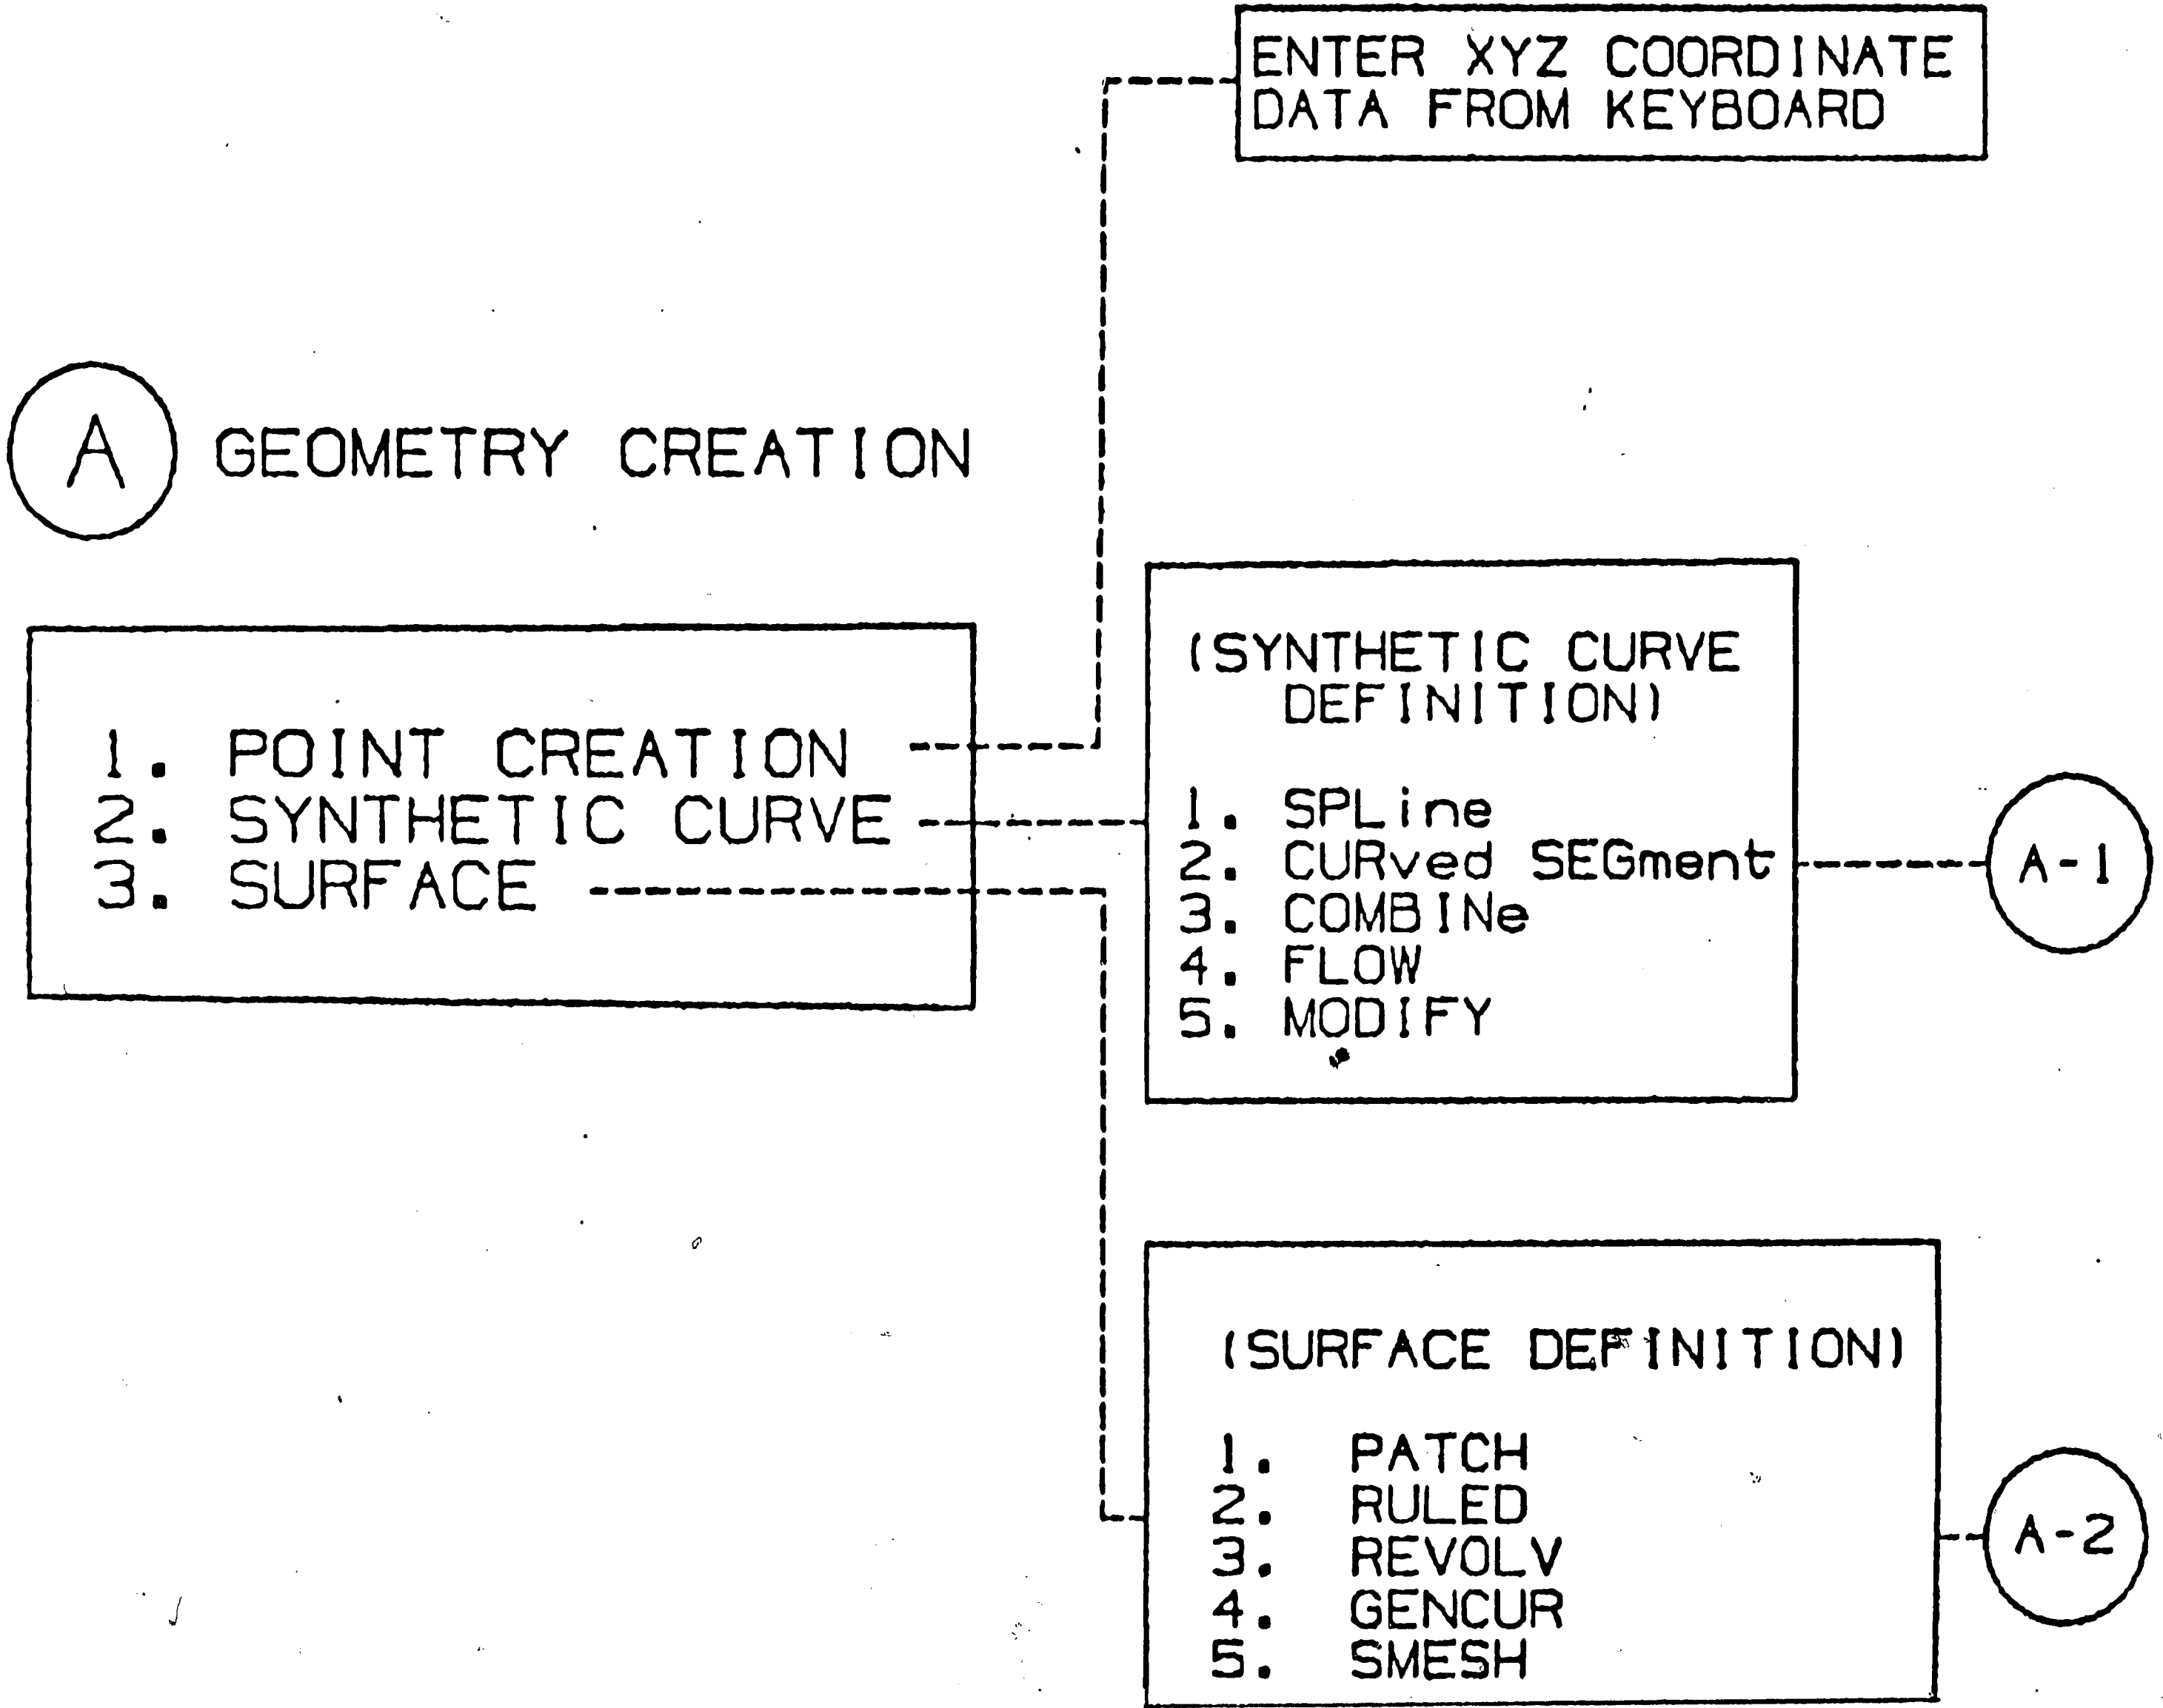 ENTER XYZ COORDINATE
DATA FROM KEYBOARD
A
GEOMETRY CREATION
1. POINT CREATION
2. SYNTHETIC CURVE
3. SURFACE
(SYNTHETIC CURVE
DEFINITION)
1. SPLine
2. CURved SEGment
3. COMBINe
4. FLOW
5. MODIFY
A-1
(SURFACE DEFINITION)
1. PATCH
2. RULED
3. REVOLV
4. GENCUR
5. SMESH
A-2